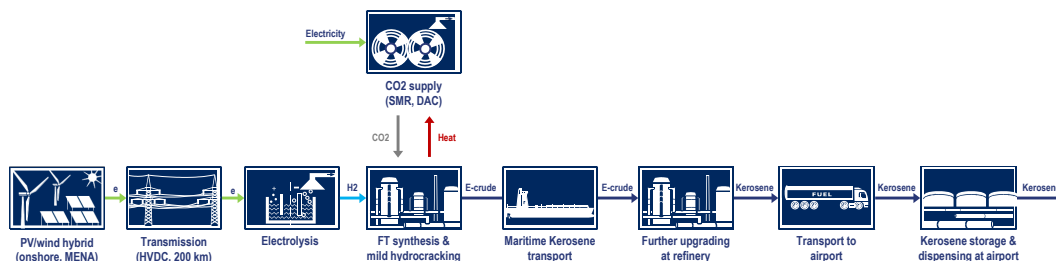 Electricity
CO2 supply
(SMR, DAC)
CO2
Heat
e
e
H2
E-crude
E-crude
Kerosene
Kerosene
Kerosen
FUEL
PV/wind hybrid
(onshore, MENA)
Transmission
(HVDC, 200 km)
Electrolysis
FT synthesis &
mild hydrocracking
Maritime Kerosene
transport
Further upgrading
at refinery
Transport to
airport
Kerosene storage &
dispensing at airport